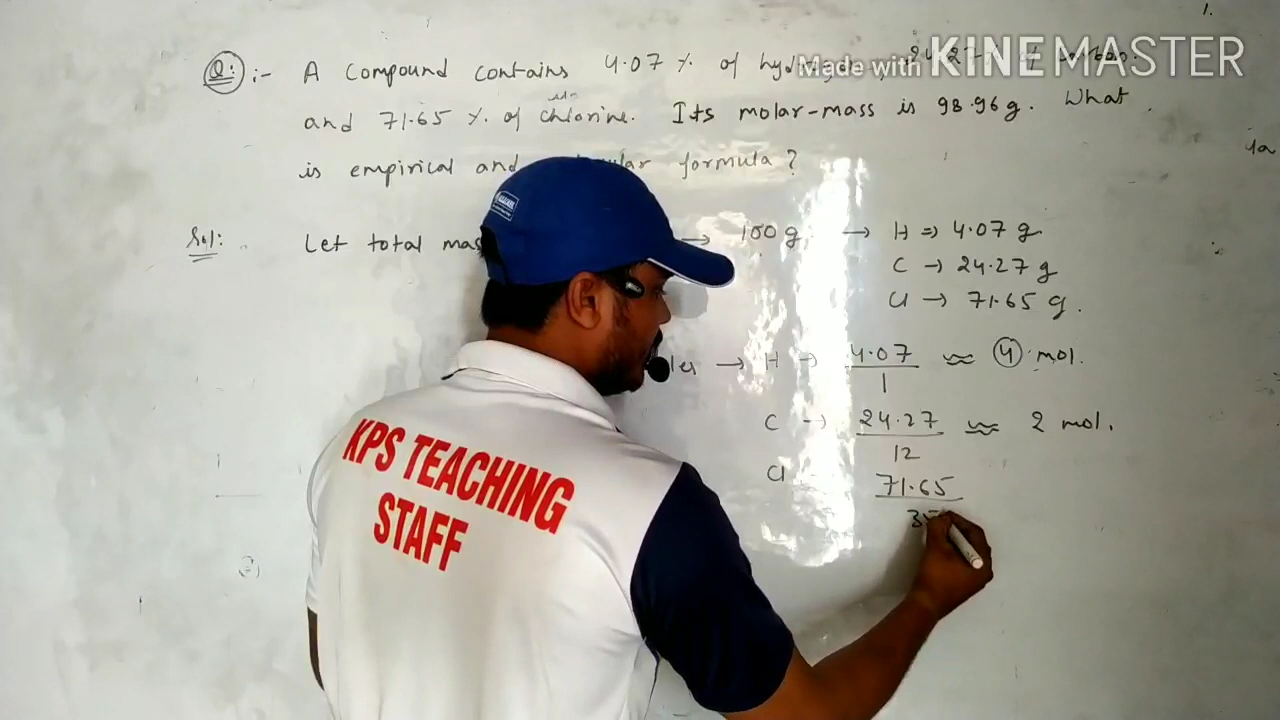 1.
Q:- A compound contains 4.07 % of
Made with KINEMASTER
and 71.65 %. of chlorine. Its molar-mass is 98.96 g. What
is empirical and formula?
Sol: Let total → 100 g. → H ⇒ 4.07 g
C → 24.27 g
Cl → 71.65 g.
→ H → 4.07 / 1 ≈ 4 mol.
C → 24.27 / 12 ≈ 2 mol.
Cl 71.65
KPS TEACHING
STAFF